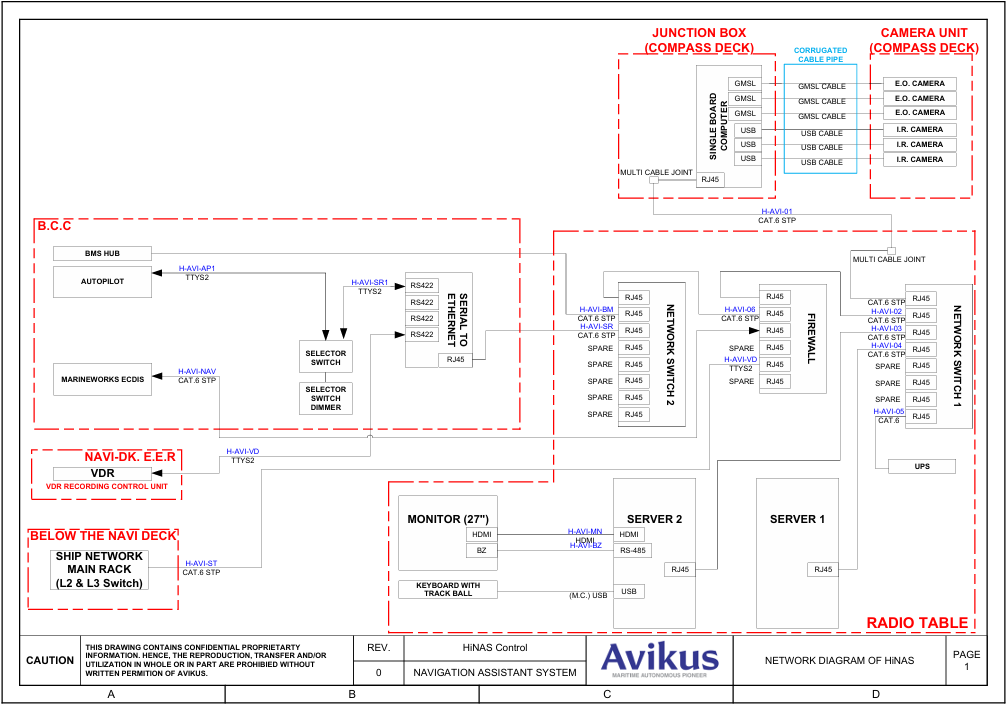 JUNCTION BOX
(COMPASS DECK)
CORRUGATED
CABLE PIPE
CAMERA UNIT
(COMPASS DECK)
SINGLE BOARD
COMPUTER
GMSL
GMSL CABLE
E.O. CAMERA
GMSL
GMSL CABLE
E.O. CAMERA
GMSL
GMSL CABLE
E.O. CAMERA
USB
USB CABLE
I.R. CAMERA
USB
USB CABLE
I.R. CAMERA
USB
USB CABLE
I.R. CAMERA
MULTI CABLE JOINT
RJ45
H-AVI-01
CAT.6 STP
MULTI CABLE JOINT
B.C.C
BMS HUB
AUTOPILOT
H-AVI-AP1
TTYS2
H-AVI-SR1
TTYS2
RS422
RS422
RS422
RS422
RJ45
SERIAL TO
ETHERNET
SELECTOR
SWITCH
SELECTOR
SWITCH
DIMMER
MARINEWORKS ECDIS
H-AVI-NAV
CAT.6 STP
H-AVI-BM
CAT.6 STP
H-AVI-SR
CAT.6 STP
SPARE
SPARE
SPARE
SPARE
SPARE
RJ45
RJ45
RJ45
RJ45
RJ45
RJ45
RJ45
RJ45
NETWORK SWITCH 2
H-AVI-06
CAT.6 STP
SPARE
H-AVI-VD
TTYS2
SPARE
RJ45
RJ45
RJ45
RJ45
RJ45
RJ45
FIREWALL
CAT.6 STP
H-AVI-02
CAT.6 STP
H-AVI-03
CAT.6 STP
H-AVI-04
CAT.6 STP
SPARE
SPARE
SPARE
H-AVI-05
CAT.6
RJ45
RJ45
RJ45
RJ45
RJ45
RJ45
RJ45
RJ45
NETWORK SWITCH 1
UPS
NAVI-DK. E.E.R
VDR
VDR RECORDING CONTROL UNIT
H-AVI-VD
TTYS2
BELOW THE NAVI DECK
SHIP NETWORK
MAIN RACK
(L2 & L3 Switch)
H-AVI-ST
CAT.6 STP
MONITOR (27")
HDMI
BZ
H-AVI-MN
HDMI
H-AVI-BZ
KEYBOARD WITH
TRACK BALL
(M.C.) USB
SERVER 2
HDMI
RS-485
RJ45
USB
SERVER 1
RJ45
RADIO TABLE
CAUTION
THIS DRAWING CONTAINS CONFIDENTIAL PROPRIETARTY
INFORMATION. HENCE, THE REPRODUCTION, TRANSFER AND/OR
UTILIZATION IN WHOLE OR IN PART ARE PROHIBIED WITHOUT
WRITTEN PERMITION OF AVIKUS.
REV.
0
HiNAS Control
NAVIGATION ASSISTANT SYSTEM
Avikus
MARITIME AUTONOMOUS PIONEER
NETWORK DIAGRAM OF HiNAS
PAGE
1
A
B
C
D